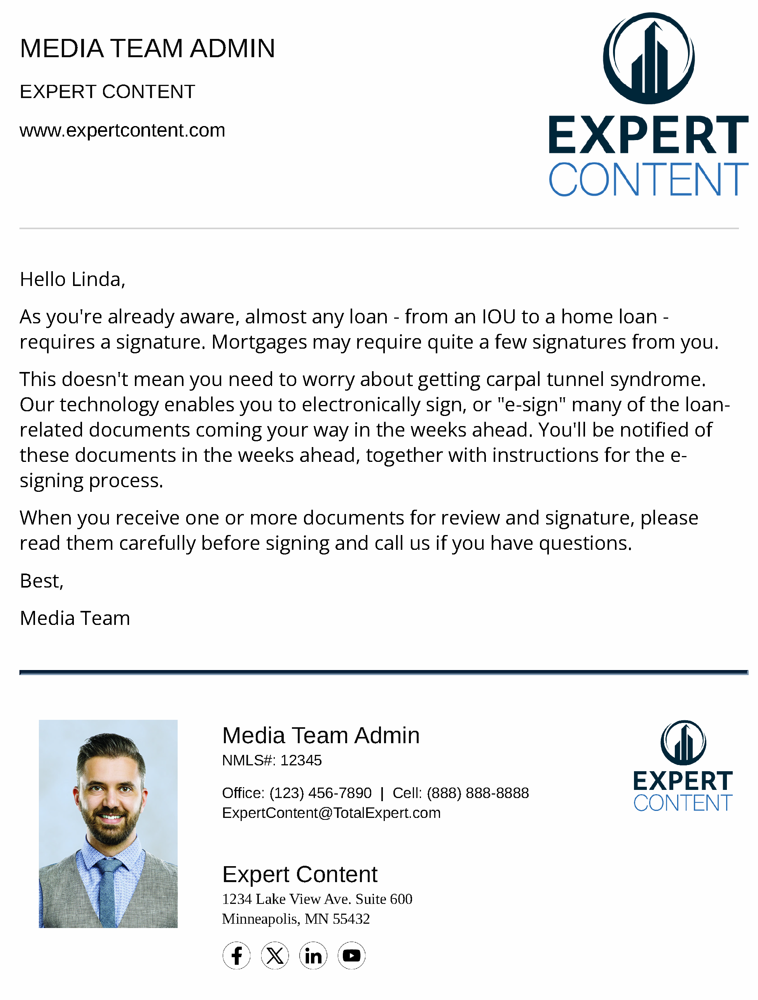 MEDIA TEAM ADMIN
EXPERT CONTENT
www.expertcontent.com
EXPERT
CONTENT
Hello Linda,
As you're already aware, almost any loan - from an IOU to a home loan -
requires a signature. Mortgages may require quite a few signatures from you.
This doesn't mean you need to worry about getting carpal tunnel syndrome.
Our technology enables you to electronically sign, or "e-sign" many of the loan-
related documents coming your way in the weeks ahead. You'll be notified of
these documents in the weeks ahead, together with instructions for the e-
signing process.
When you receive one or more documents for review and signature, please
read them carefully before signing and call us if you have questions.
Best,
Media Team
Media Team Admin
NMLS#: 12345
Office: (123) 456-7890 | Cell: (888) 888-8888
ExpertContent@TotalExpert.com
EXPERT
CONTENT
Expert Content
1234 Lake View Ave. Suite 600
Minneapolis, MN 55432